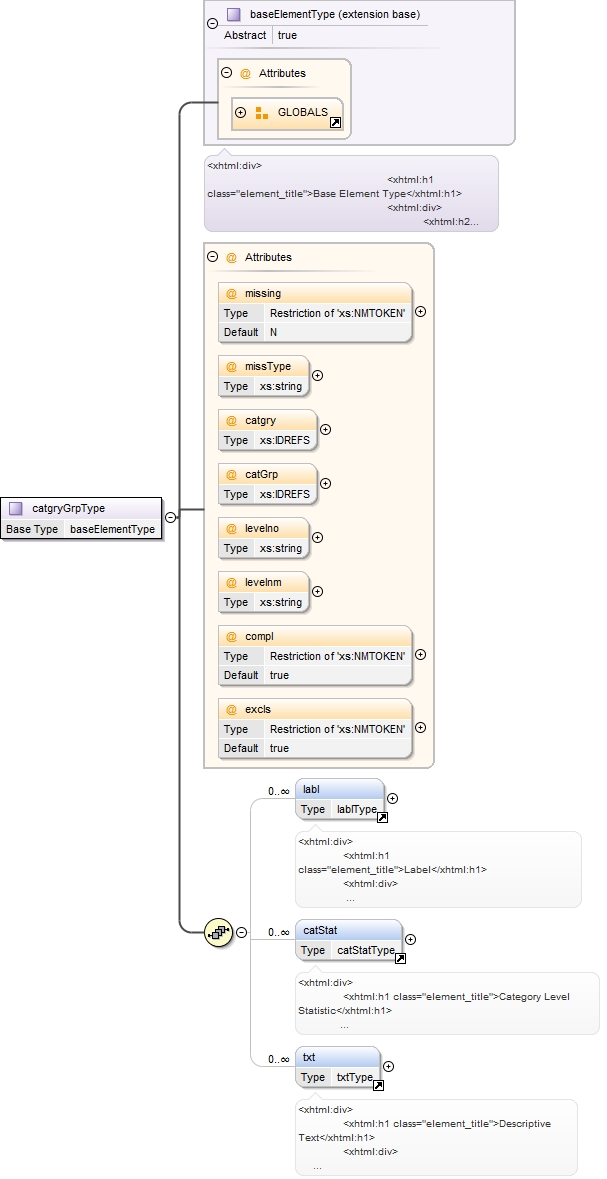 baseElementType (extension base)
Abstract true
@ Attributes
GLOBALS
<xhtml:div>
<xhtml:h1
class="element_title">Base Element Type</xhtml:h1>
<xhtml:div>
<xhtml:h2...
@ Attributes
@ missing
Type Restriction of 'xs:NMTOKEN'
Default N
@ missType
Type xs:string
@ catgry
Type xs:IDREFS
@ catGrp
Type xs:IDREFS
catgryGrpType
Base Type baseElementType
@ levelno
Type xs:string
@ levelnm
Type xs:string
@ compl
Type Restriction of 'xs:NMTOKEN'
Default true
@ excls
Type Restriction of 'xs:NMTOKEN'
Default true
0..∞ labl
Type lablType
<xhtml:div>
<xhtml:h1
class="element_title">Label</xhtml:h1>
<xhtml:div>
...
0..∞ catStat
Type catStatType
<xhtml:div>
<xhtml:h1 class="element_title">Category Level
Statistic</xhtml:h1>
...
0..∞ txt
Type txtType
<xhtml:div>
<xhtml:h1 class="element_title">Descriptive
Text</xhtml:h1>
<xhtml:div>
...